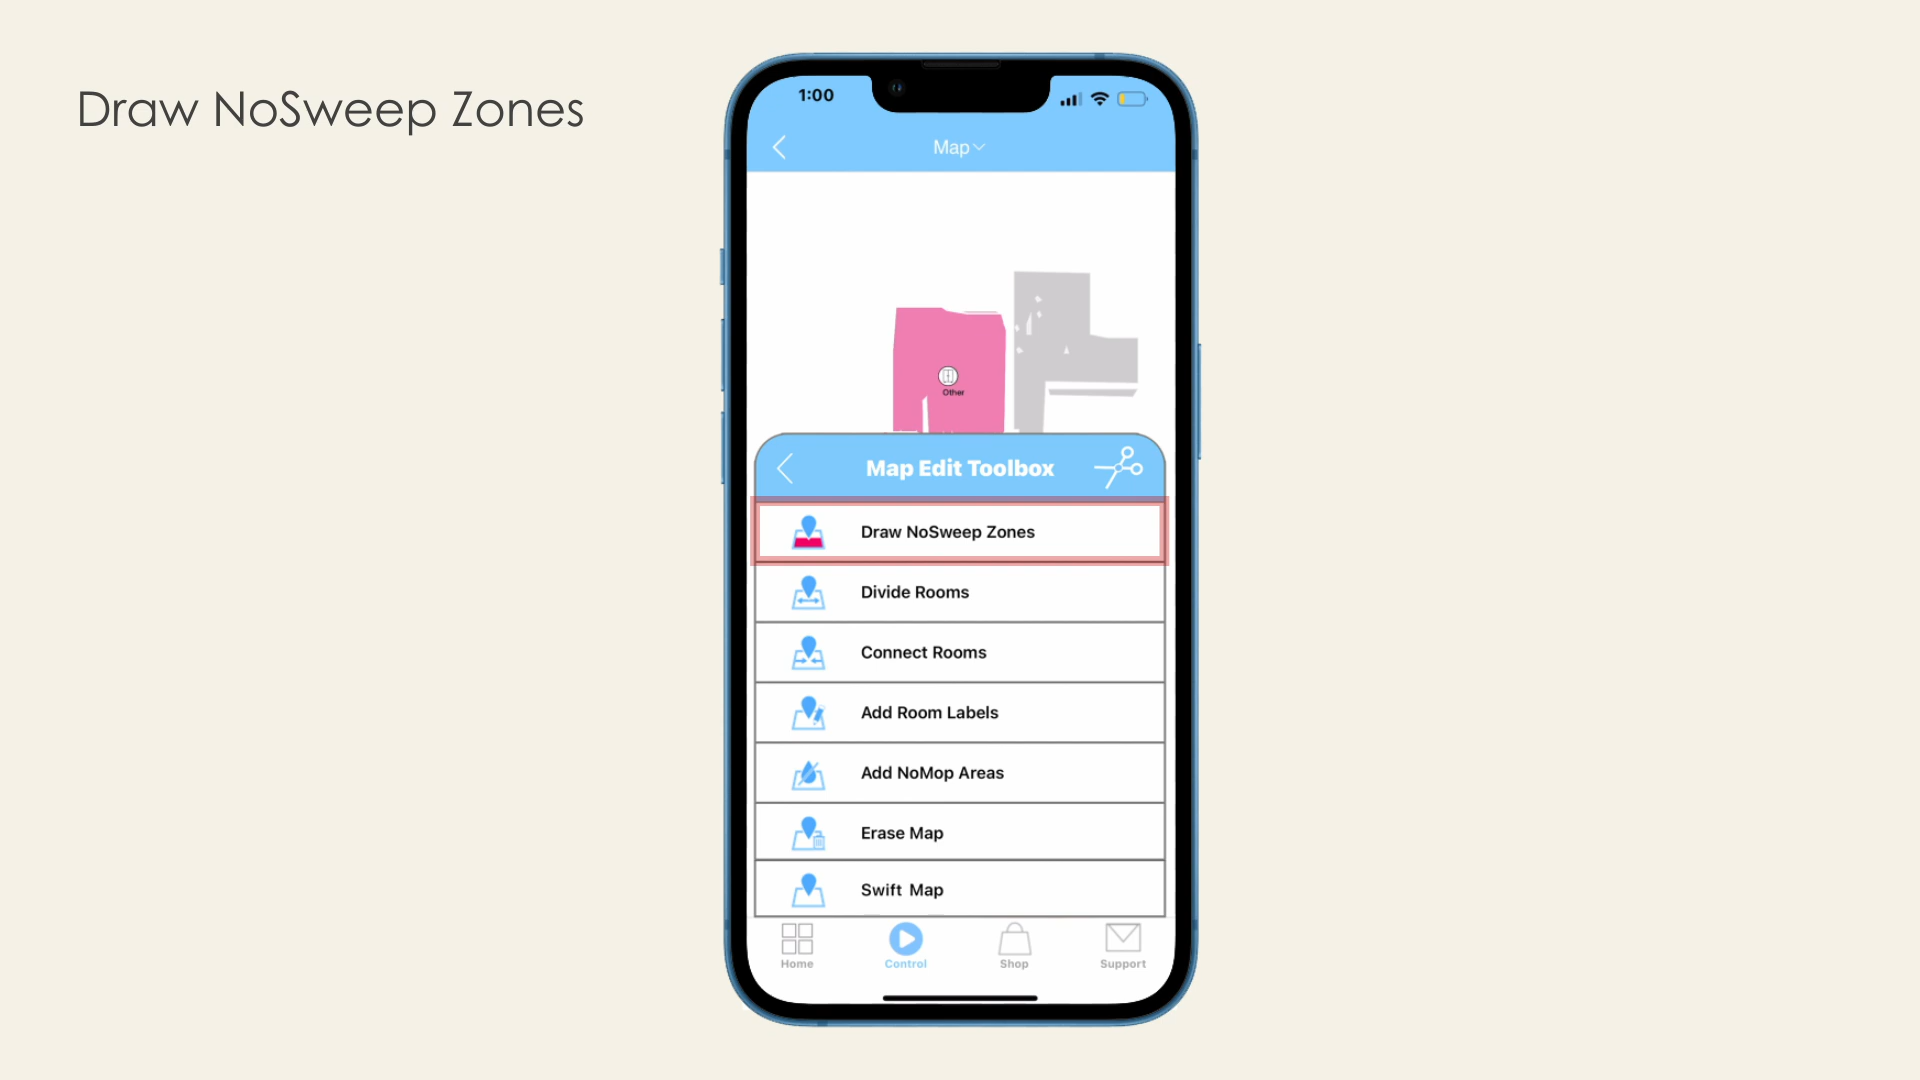 Draw NoSweep Zones
1:00
Map
Other
Map Edit Toolbox
Draw NoSweep Zones
Divide Rooms
Connect Rooms
Add Room Labels
Add NoMop Areas
Erase Map
Swift Map
Home
Control
Shop
Support